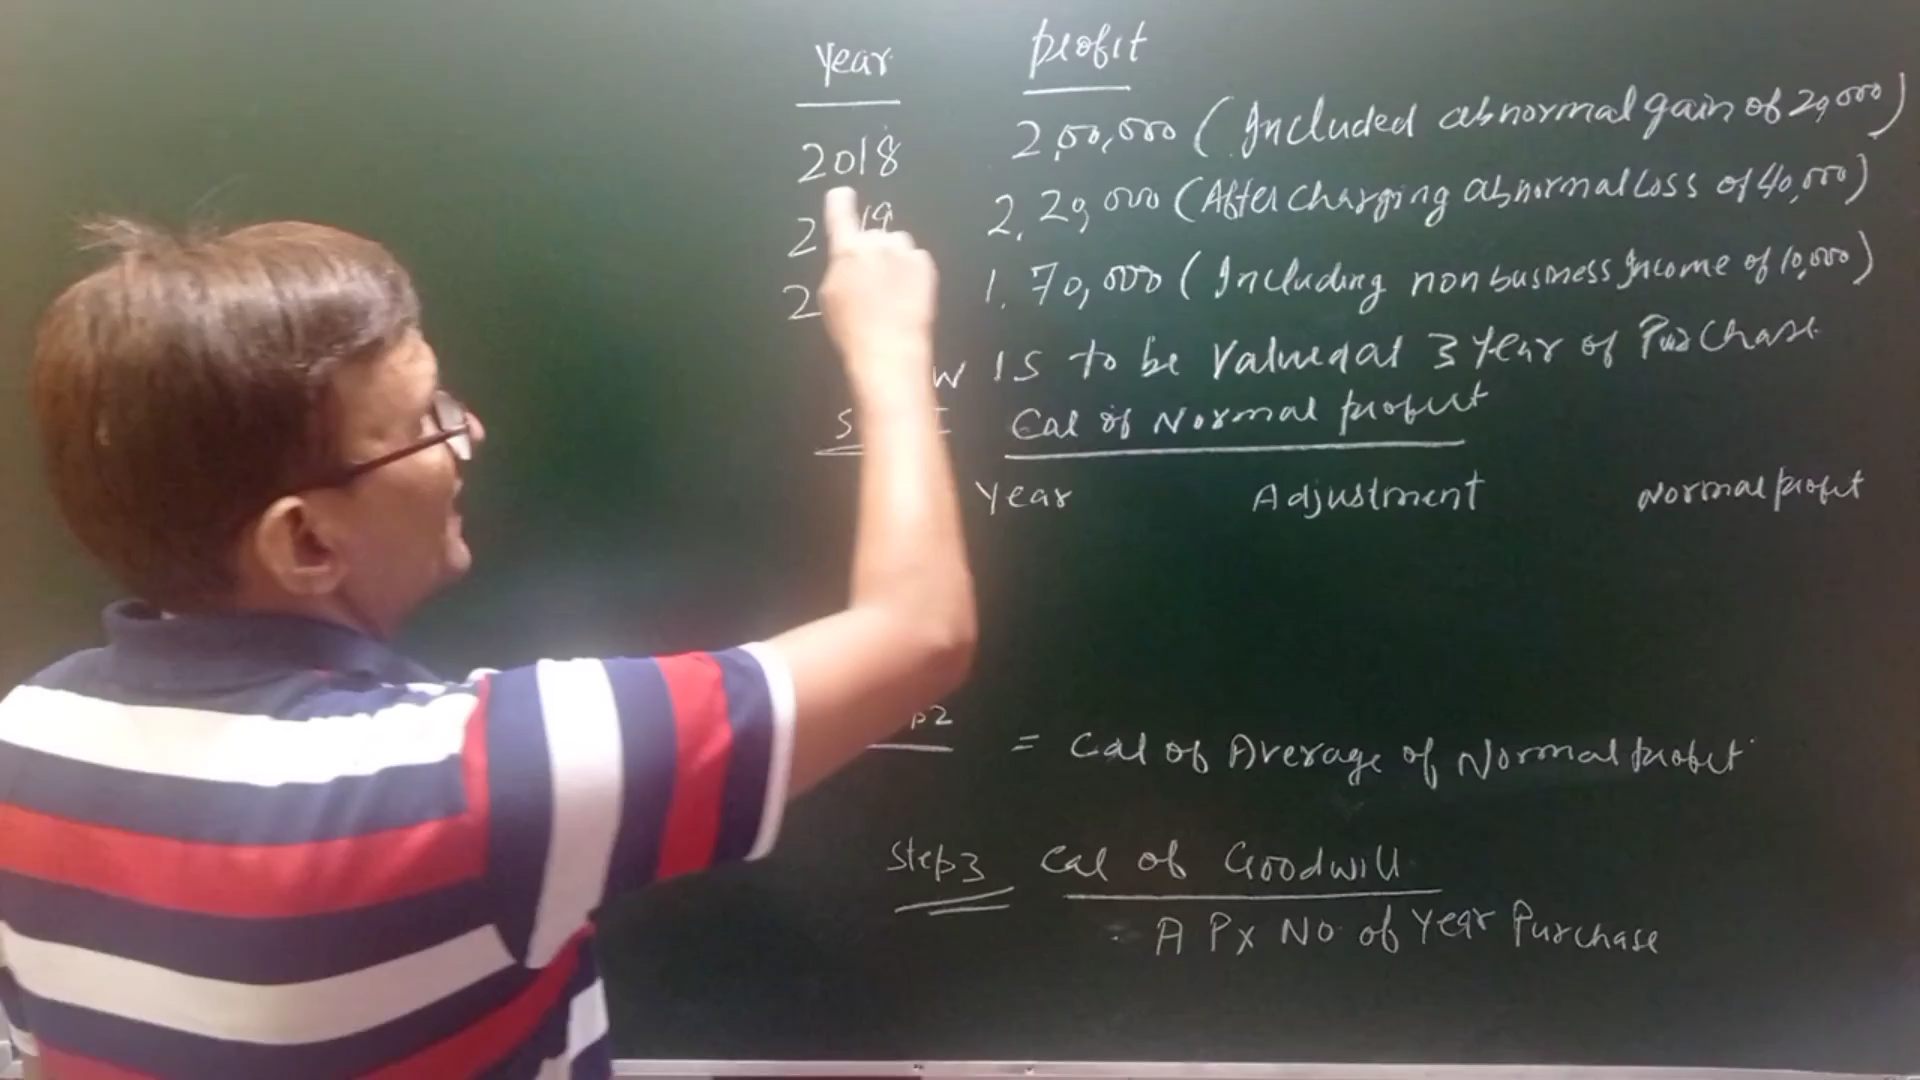 Year profit
2018 2,00,000 (Included abnormal gain of 20,000)
2,20,000 (After charging abnormal Loss of 40,000)
1,70,000 (Including non business Income of 10,000)
W is to be Valued at 3 Year of Purchase
Cal of Normal profit
Year Adjustment Normal profit
p2 = Cal of Average of Normal profit
Step3 Cal of Goodwill
A P x No of Year Purchase